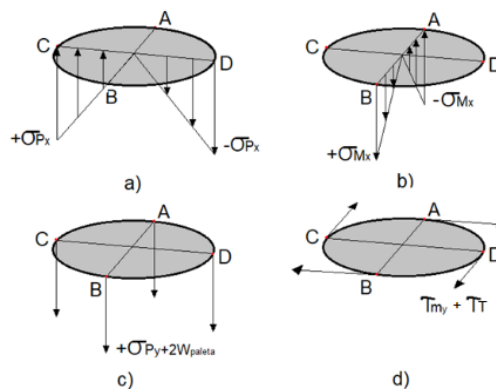 A
C
D
B
+σPx
-σPx
a)
A
C
D
B
-σMx
+σMx
b)
A
C
D
B
+σPy+2Wpaleta
c)
A
C
D
B
τmy + τT
d)